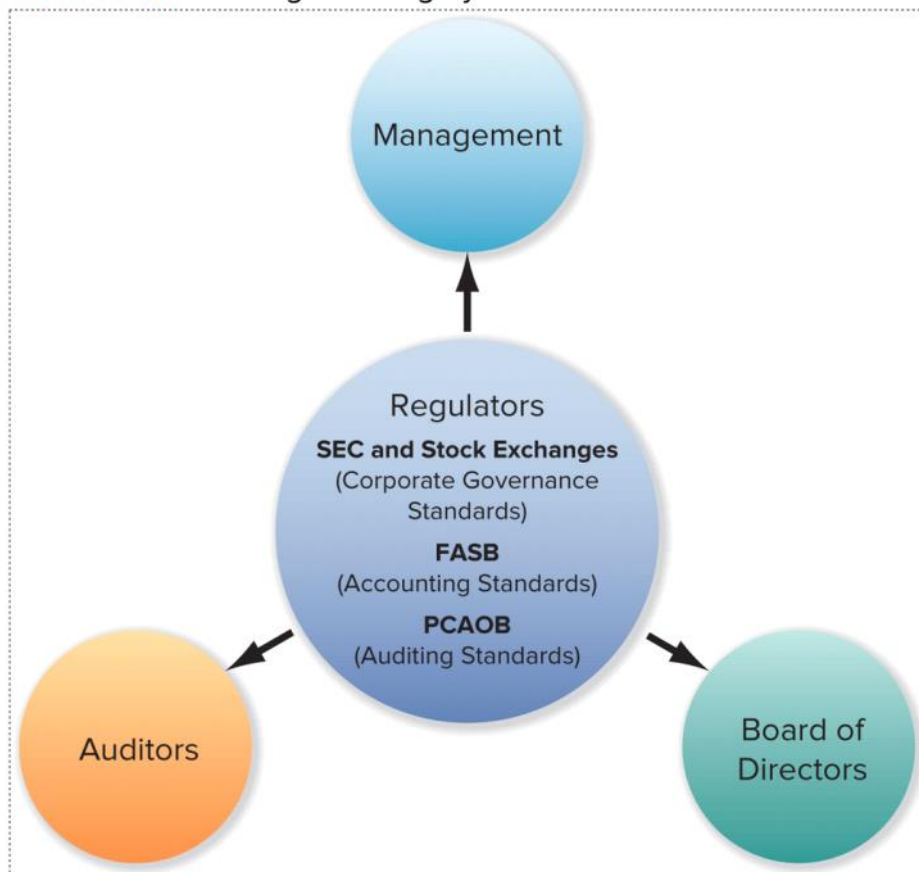 Management
Regulators
SEC and Stock Exchanges
(Corporate Governance
Standards)
FASB
(Accounting Standards)
PCAOB
(Auditing Standards)
Auditors
Board of
Directors